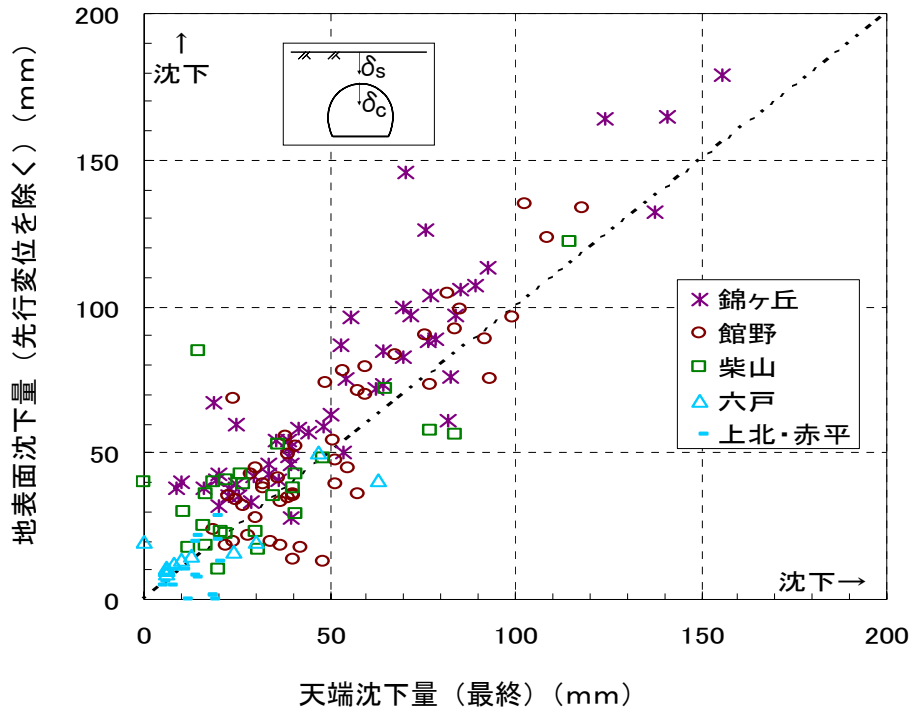 地表面沈下量（先行変位を除く）（mm）
200
150
100
50
0
↑
沈下
δs
δc
錦ヶ丘
館野
柴山
六戸
上北・赤平
沈下→
0
50
100
150
200
天端沈下量（最終）（mm）